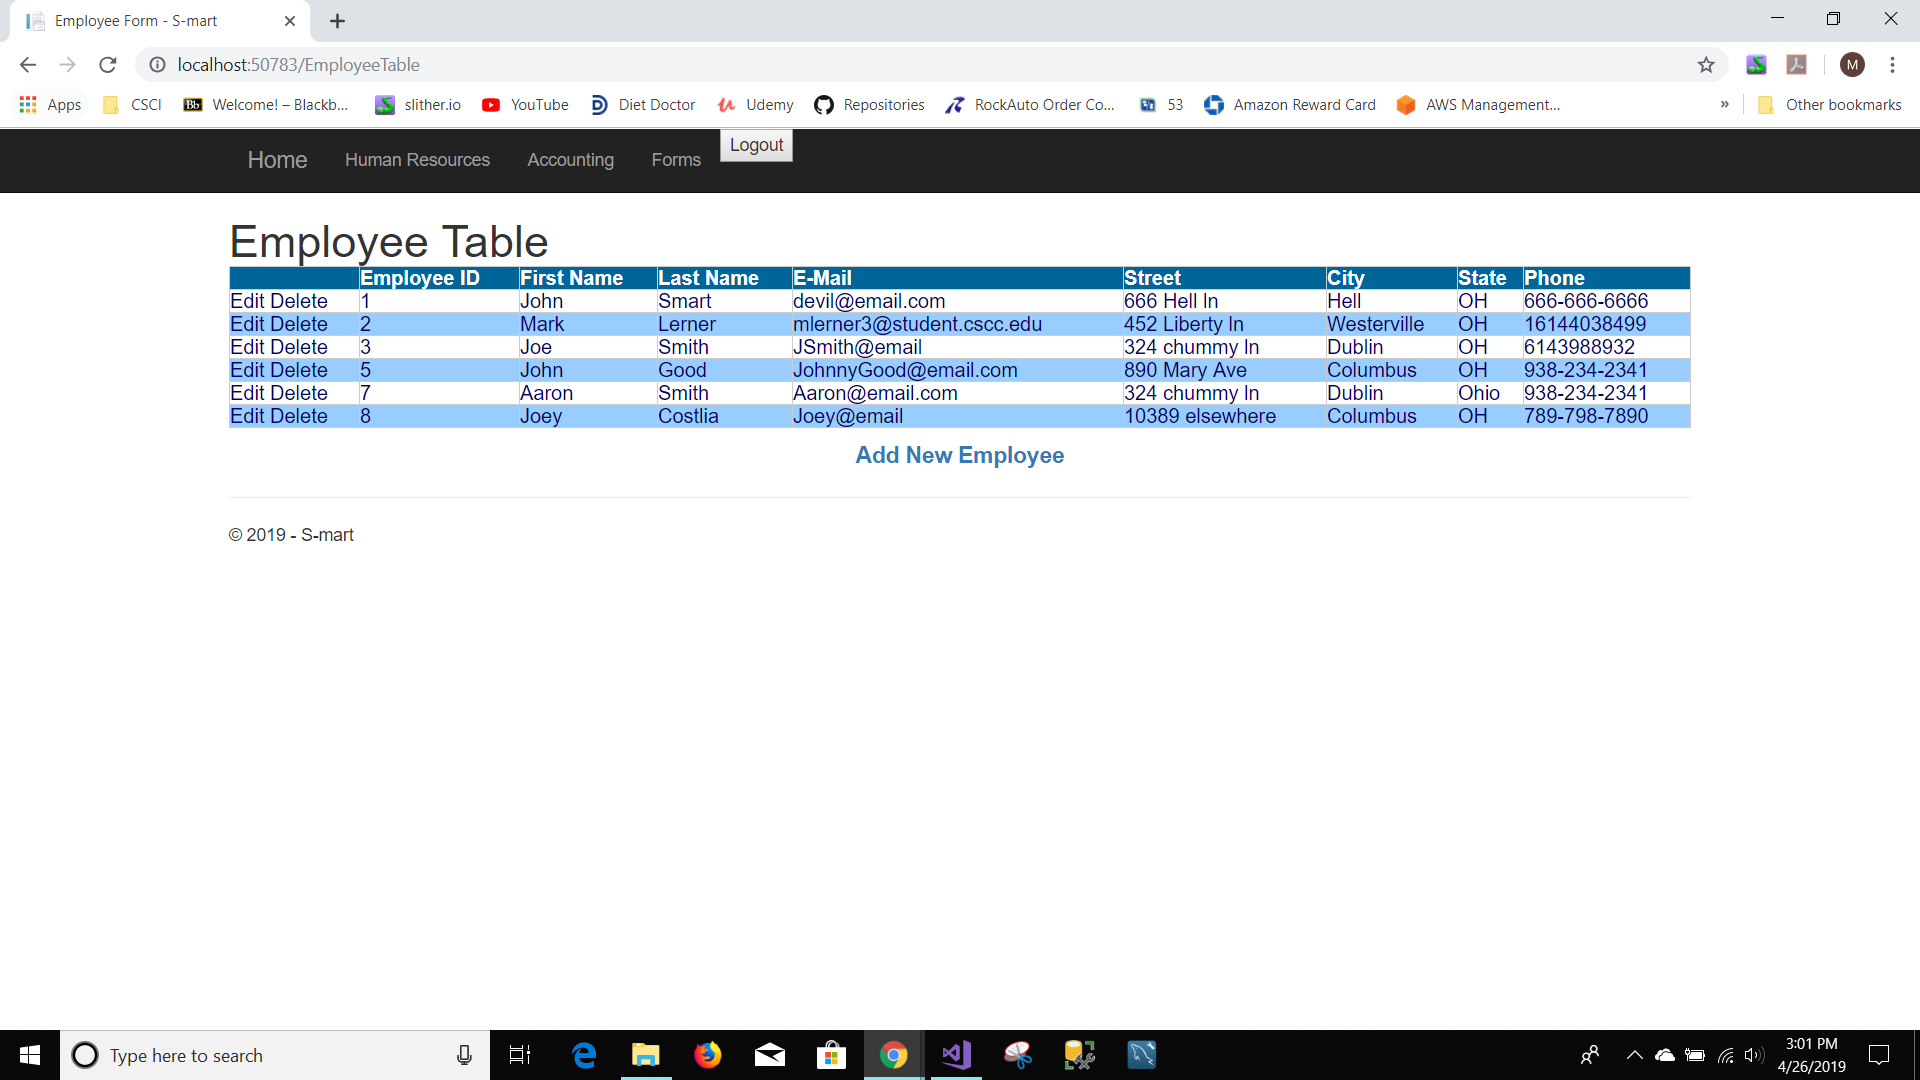 Employee Form - S-mart
localhost:50783/EmployeeTable
M
Apps CSCI Bb Welcome! – Blackb... slither.io YouTube Diet Doctor Udemy Repositories RockAuto Order Co... 53 Amazon Reward Card AWS Management... » Other bookmarks
Home Human Resources Accounting Forms Logout
Employee Table
Employee ID First Name Last Name E-Mail Street City State Phone
Edit Delete 1 John Smart devil@email.com 666 Hell ln Hell OH 666-666-6666
Edit Delete 2 Mark Lerner mlerner3@student.cscc.edu 452 Liberty ln Westerville OH 16144038499
Edit Delete 3 Joe Smith JSmith@email 324 chummy ln Dublin OH 6143988932
Edit Delete 5 John Good JohnnyGood@email.com 890 Mary Ave Columbus OH 938-234-2341
Edit Delete 7 Aaron Smith Aaron@email.com 324 chummy ln Dublin Ohio 938-234-2341
Edit Delete 8 Joey Costlia Joey@email 10389 elsewhere Columbus OH 789-798-7890
Add New Employee
© 2019 - S-mart
Type here to search
3:01 PM
4/26/2019